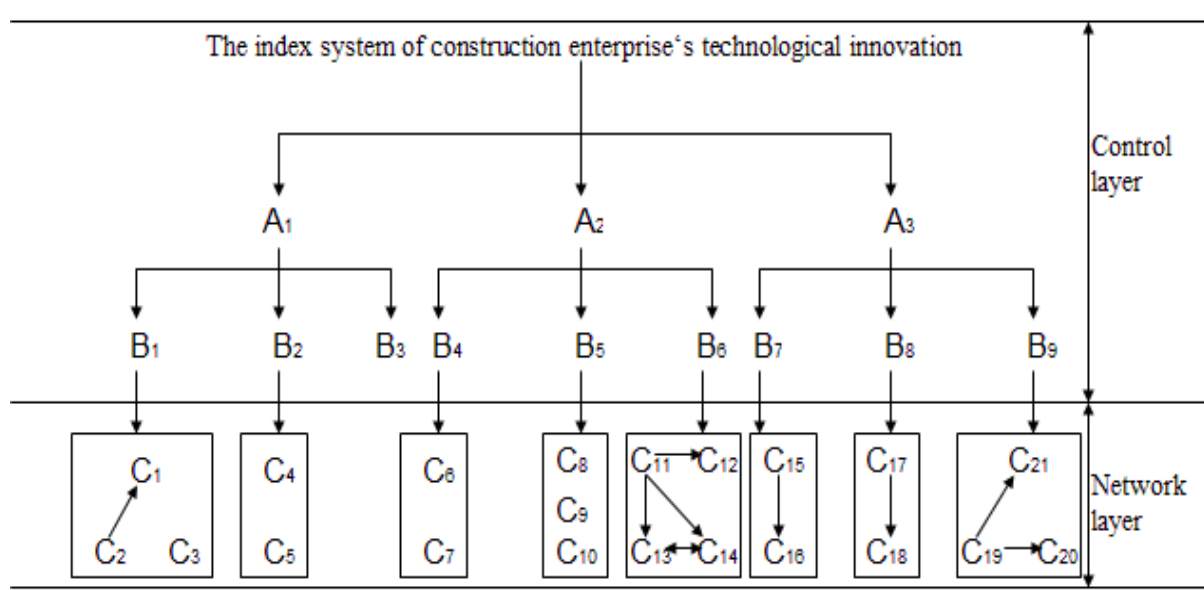 The index system of construction enterprise‘s technological innovation
Control
layer
A1 A2 A3
B1 B2 B3 B4 B5 B6 B7 B8 B9
C1 C4 C6 C8 C11 C12 C15 C17 C21
Network
layer
C9
C2 C3 C5 C7 C10 C13 C14 C16 C18 C19 C20